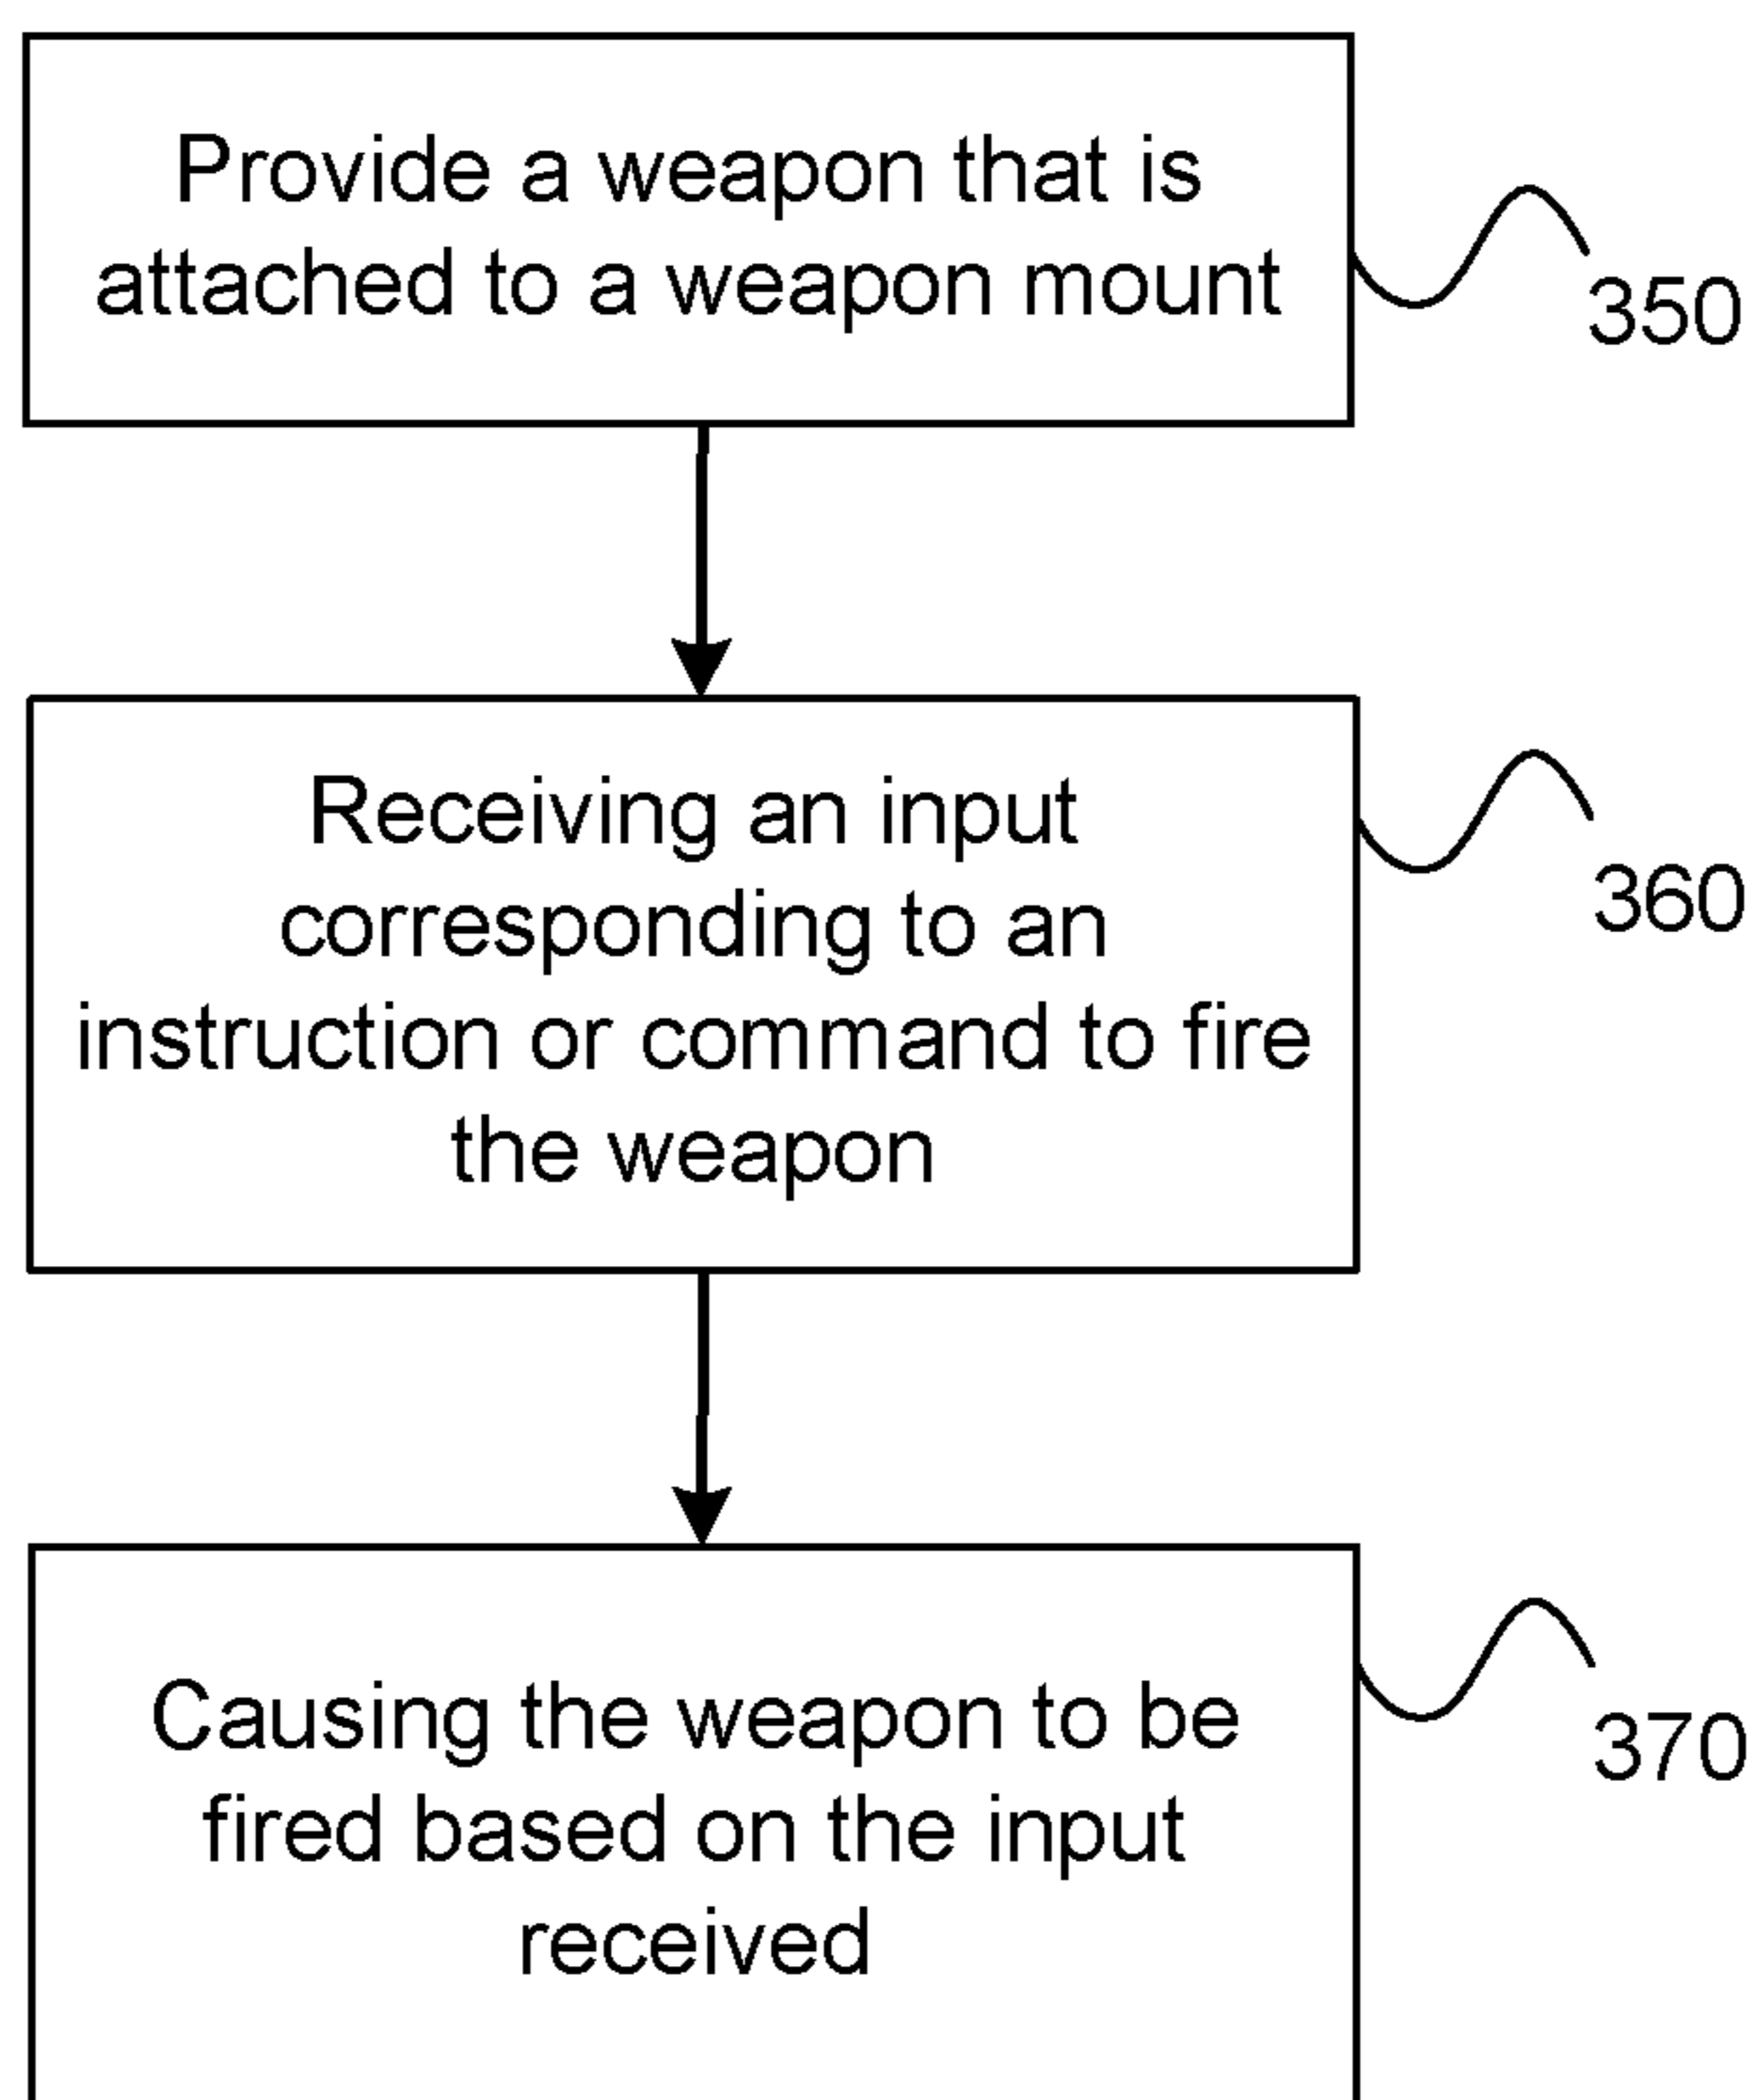 Provide a weapon that is
attached to a weapon mount
350
Receiving an input
corresponding to an
instruction or command to fire
the weapon
360
Causing the weapon to be
fired based on the input
received
370